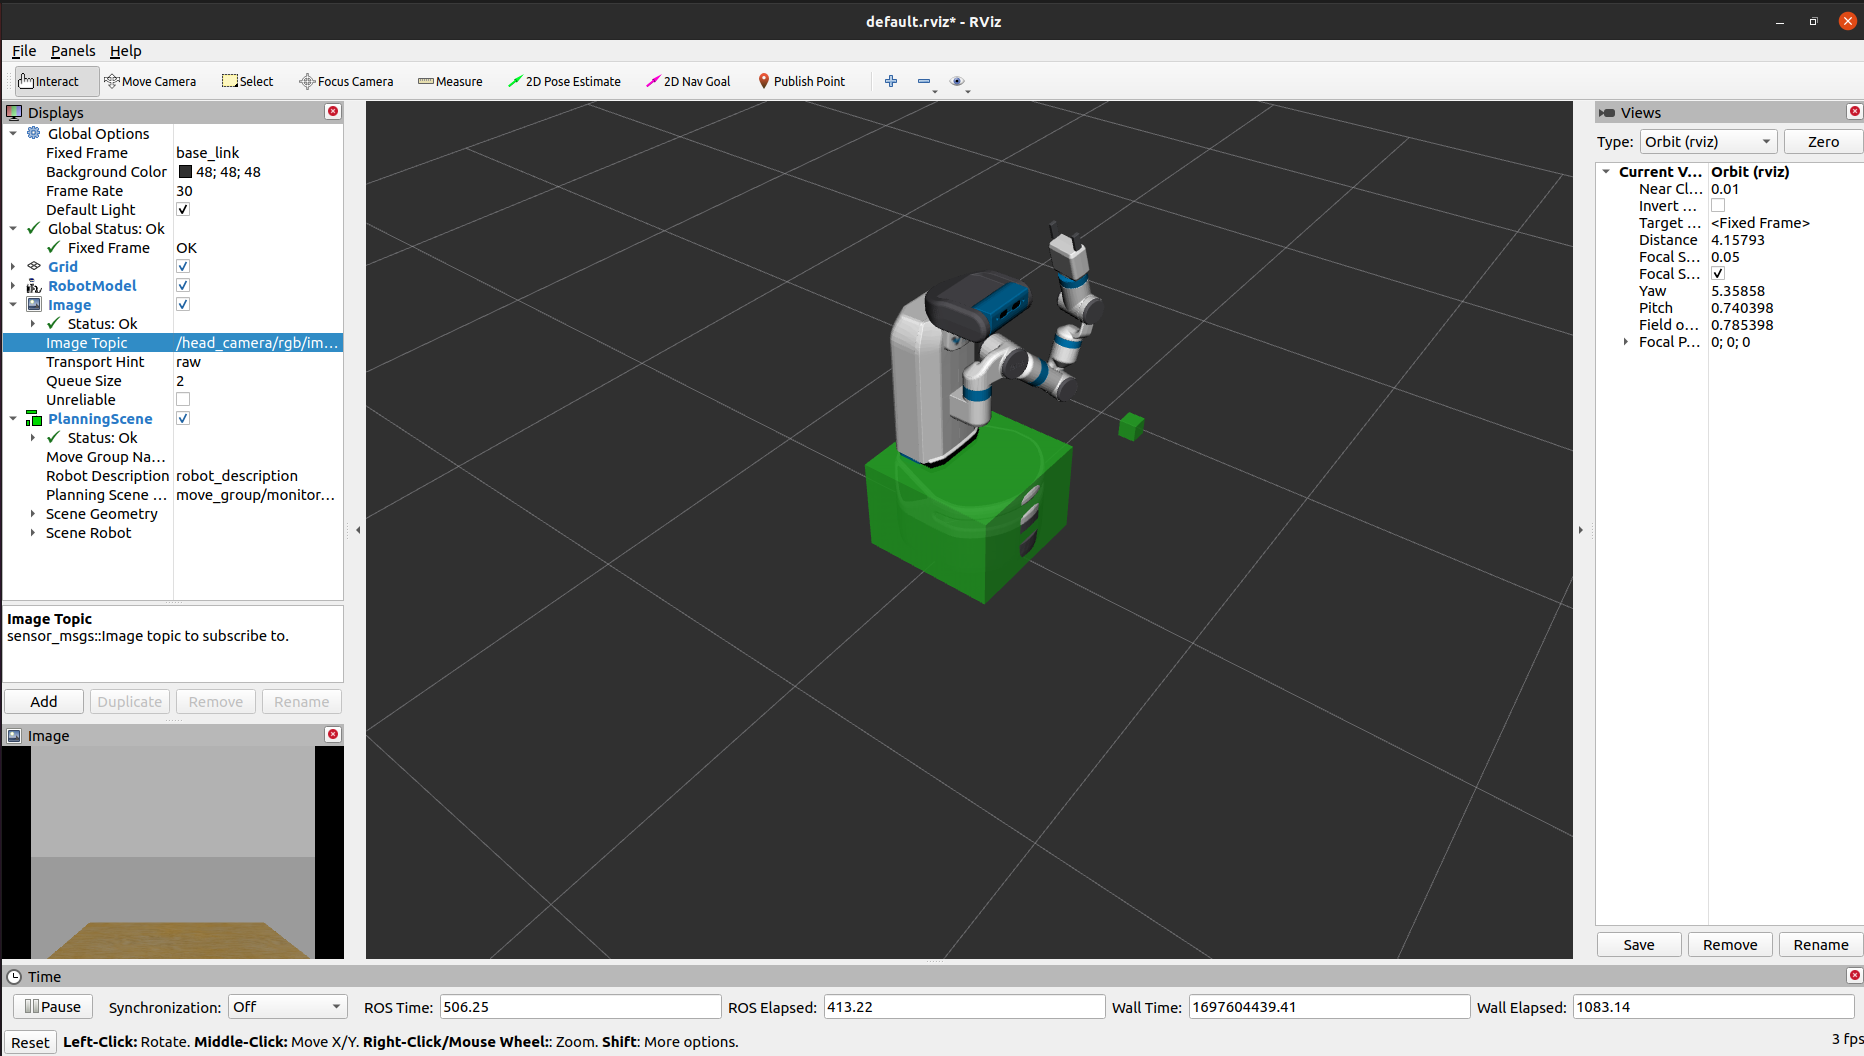 default.rviz* - RViz
File Panels Help
Interact Move Camera Select Focus Camera Measure 2D Pose Estimate 2D Nav Goal Publish Point
Displays
Global Options
Fixed Frame base_link
Background Color 48; 48; 48
Frame Rate 30
Default Light
Global Status: Ok
Fixed Frame OK
Grid
RobotModel
Image
Status: Ok
Image Topic /head_camera/rgb/im...
Transport Hint raw
Queue Size 2
Unreliable
PlanningScene
Status: Ok
Move Group Na...
Robot Description robot_description
Planning Scene ... move_group/monitor...
Scene Geometry
Scene Robot
Image Topic
sensor_msgs::Image topic to subscribe to.
Add Duplicate Remove Rename
Image
Views
Type: Orbit (rviz) Zero
Current V... Orbit (rviz)
Near Cl... 0.01
Invert ...
Target ... <Fixed Frame>
Distance 4.15793
Focal S... 0.05
Focal S...
Yaw 5.35858
Pitch 0.740398
Field o... 0.785398
Focal P... 0; 0; 0
Save Remove Rename
Time
Pause Synchronization: Off ROS Time: 506.25 ROS Elapsed: 413.22 Wall Time: 1697604439.41 Wall Elapsed: 1083.14
Reset Left-Click: Rotate. Middle-Click: Move X/Y. Right-Click/Mouse Wheel:: Zoom. Shift: More options. 3 fps